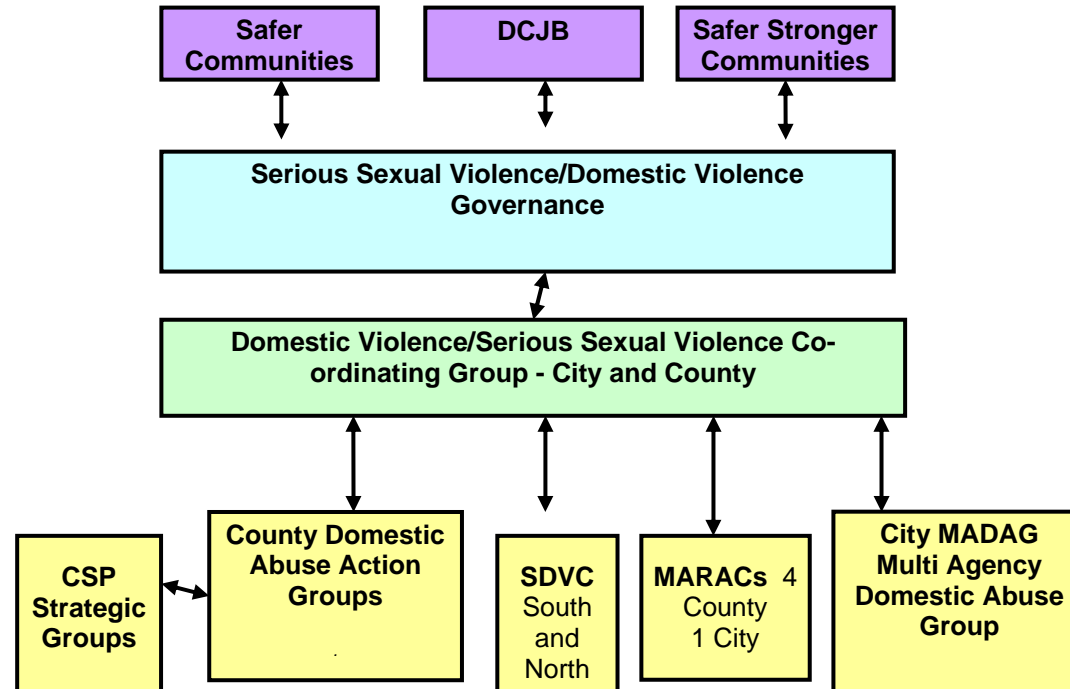 Safer
Communities
DCJB
Safer Stronger
Communities
Serious Sexual Violence/Domestic Violence
Governance
Domestic Violence/Serious Sexual Violence Co-
ordinating Group - City and County
CSP
Strategic
Groups
County Domestic
Abuse Action
Groups
.
SDVC
South
and
North
MARACs 4
County
1 City
City MADAG
Multi Agency
Domestic Abuse
Group